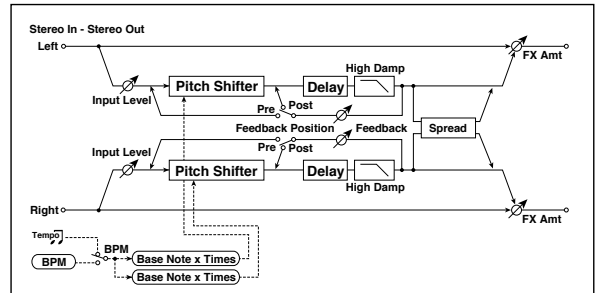 Stereo In - Stereo Out
Left
FX Amt
High Damp
Pitch Shifter
Delay
Input Level
Pre
Post
Feedback Position
Feedback
Spread
Input Level
Pre
Post
Pitch Shifter
Delay
High Damp
Right
FX Amt
Tempo
BPM
BPM
Base Note x Times
Base Note x Times